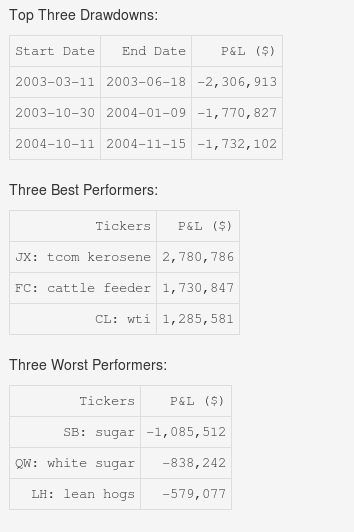 Top Three Drawdowns:
Start Date End Date P&L ($)
2003-03-11 2003-06-18 -2,306,913
2003-10-30 2004-01-09 -1,770,827
2004-10-11 2004-11-15 -1,732,102
Three Best Performers:
Tickers P&L ($)
JX: tcom kerosene 2,780,786
FC: cattle feeder 1,730,847
CL: wti 1,285,581
Three Worst Performers:
Tickers P&L ($)
SB: sugar -1,085,512
QW: white sugar -838,242
LH: lean hogs -579,077